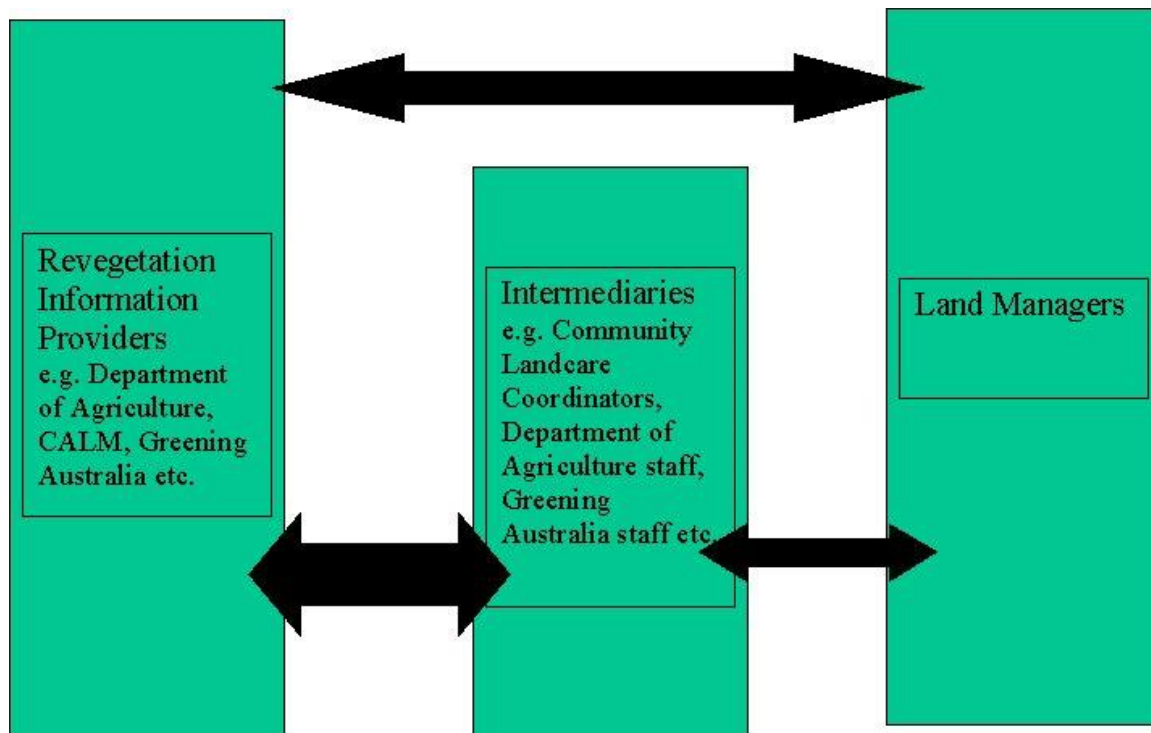 Revegetation
Information
Providers
e.g. Department
of Agriculture,
CALM, Greening
Australia etc.
Intermediaries
e.g. Community
Landcare
Coordinators,
Department of
Agriculture staff,
Greening
Australia staff etc.
Land Managers